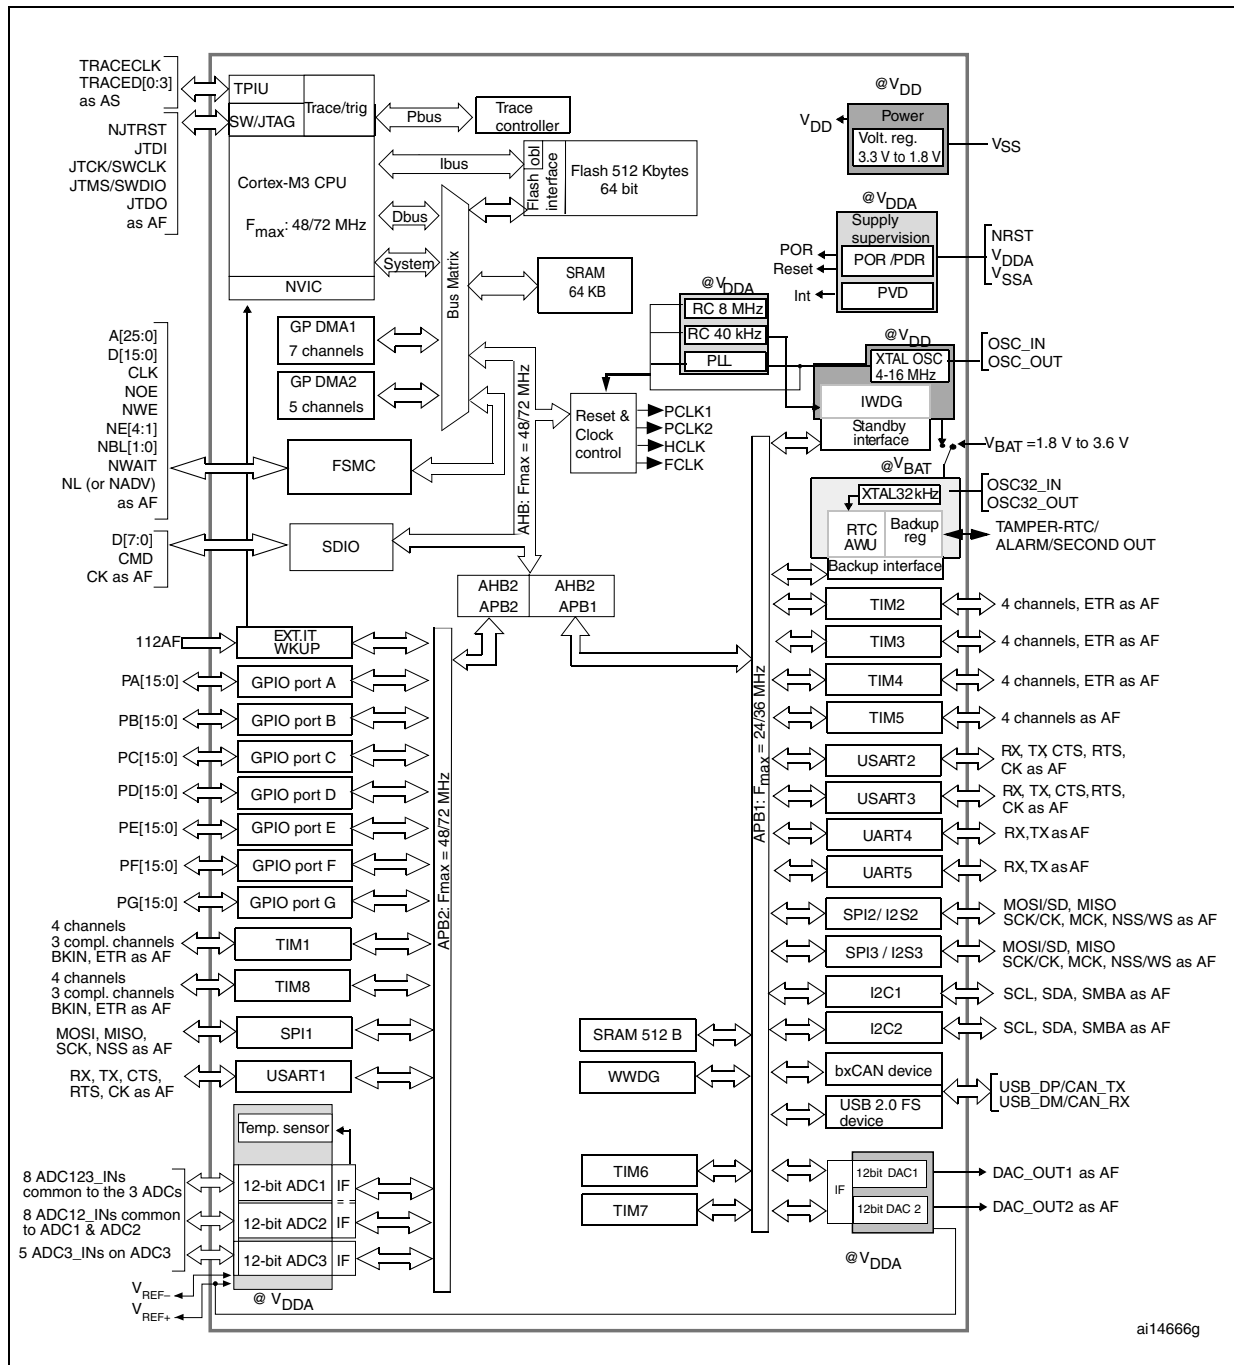 TRACECLK
TRACED[0:3]
as AS
NJTRST
JTDI
JTCK/SWCLK
JTMS/SWDIO
JTDO
as AF
TPIU
SW/JTAG
Trace/trig
Cortex-M3 CPU
Fmax: 48/72 MHz
NVIC
Pbus
Trace
controller
Ibus
Dbus
System
Flash obl
interface
Flash 512 Kbytes
64 bit
Bus Matrix
SRAM
64 KB
GP DMA1
7 channels
GP DMA2
5 channels
@VDD
Power
VDD
Volt. reg.
3.3 V to 1.8 V
VSS
@VDDA
Supply
supervision
POR
Reset
POR /PDR
Int
PVD
NRST
VDDA
VSSA
@VDDA
RC 8 MHz
RC 40 kHz
PLL
@VDD
XTAL OSC
4-16 MHz
OSC_IN
OSC_OUT
IWDG
Standby
interface
VBAT=1.8 V to 3.6 V
Reset &
Clock
control
PCLK1
PCLK2
HCLK
FCLK
@VBAT
XTAL32kHz
OSC32_IN
OSC32_OUT
RTC
AWU
Backup
reg
Backup interface
TAMPER-RTC/
ALARM/SECOND OUT
A[25:0]
D[15:0]
CLK
NOE
NWE
NE[4:1]
NBL[1:0]
NWAIT
NL (or NADV)
as AF
FSMC
D[7:0]
CMD
CK as AF
SDIO
AHB: Fmax = 48/72 MHz
AHB2
APB2
AHB2
APB1
112AF
EXT.IT
WKUP
PA[15:0]
GPIO port A
PB[15:0]
GPIO port B
PC[15:0]
GPIO port C
PD[15:0]
GPIO port D
PE[15:0]
GPIO port E
PF[15:0]
GPIO port F
PG[15:0]
GPIO port G
4 channels
3 compl. channels
BKIN, ETR as AF
TIM1
4 channels
3 compl. channels
BKIN, ETR as AF
TIM8
MOSI, MISO,
SCK, NSS as AF
SPI1
RX, TX, CTS,
RTS, CK as AF
USART1
Temp. sensor
8 ADC123_INs
common to the 3 ADCs
12-bit ADC1
IF
8 ADC12_INs common
to ADC1 & ADC2
12-bit ADC2
IF
5 ADC3_INs on ADC3
12-bit ADC3
IF
VREF–
VREF+
@ VDDA
APB2: Fmax = 48/72 MHz
APB1: Fmax = 24/36 MHz
TIM2
4 channels, ETR as AF
TIM3
4 channels, ETR as AF
TIM4
4 channels, ETR as AF
TIM5
4 channels as AF
USART2
RX, TX, CTS, RTS,
CK as AF
USART3
RX, TX, CTS, RTS,
CK as AF
UART4
RX,TX as AF
UART5
RX, TX as AF
SPI2/ I2S2
MOSI/SD, MISO
SCK/CK, MCK, NSS/WS as AF
SPI3 / I2S3
MOSI/SD, MISO
SCK/CK, MCK, NSS/WS as AF
I2C1
SCL, SDA, SMBA as AF
I2C2
SCL, SDA, SMBA as AF
SRAM 512 B
WWDG
bxCAN device
USB 2.0 FS
device
USB_DP/CAN_TX
USB_DM/CAN_RX
TIM6
TIM7
IF
12bit DAC1
DAC_OUT1 as AF
12bit DAC 2
DAC_OUT2 as AF
@VDDA
ai14666g